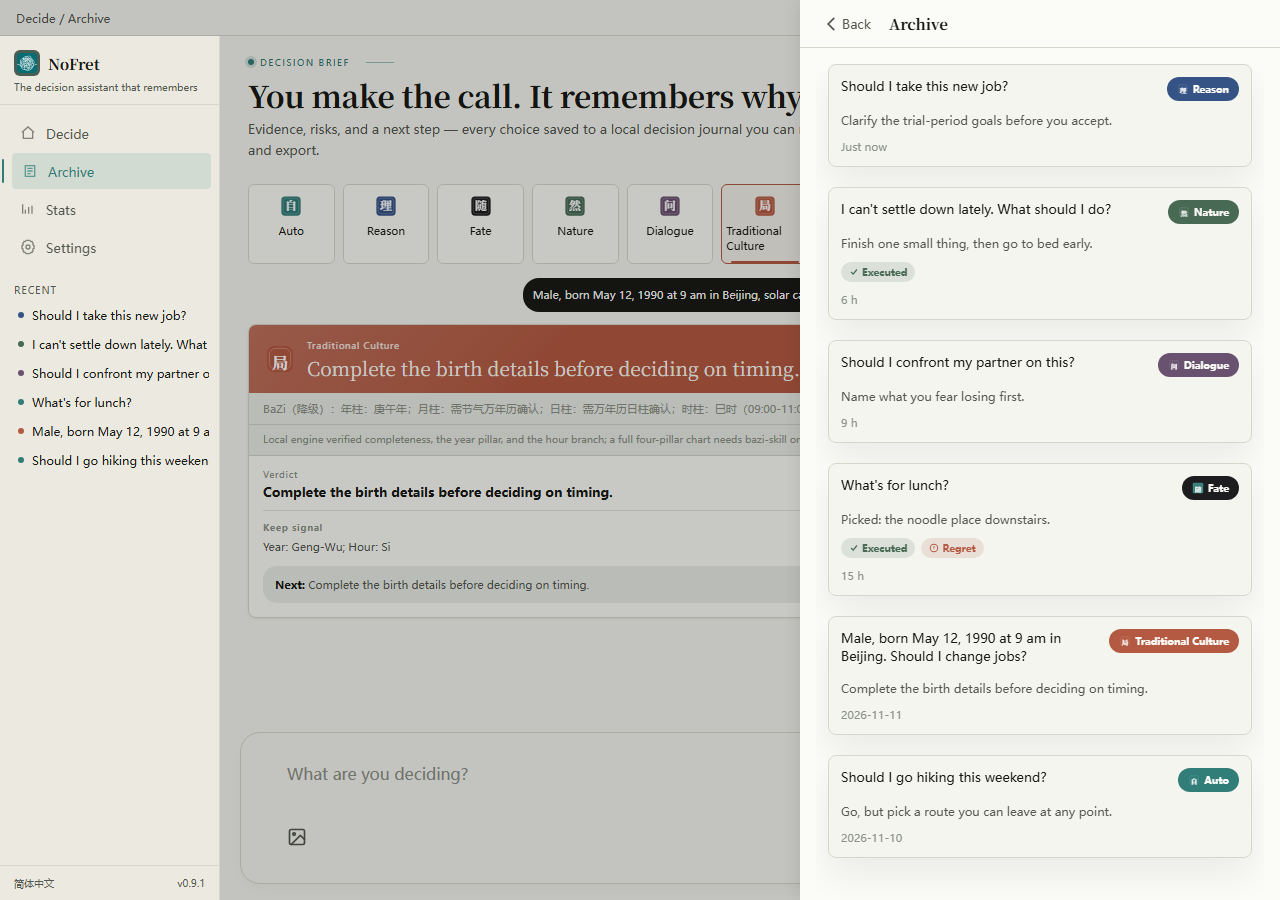 Decide / Archive
NoFret
The decision assistant that remembers
Decide
Archive
Stats
Settings
RECENT
Should I take this new job?
I can't settle down lately. What
Should I confront my partner o
What's for lunch?
Male, born May 12, 1990 at 9 a
Should I go hiking this weeken
简体中文
v0.9.1
DECISION BRIEF
You make the call. It remembers why
Evidence, risks, and a next step — every choice saved to a local decision journal you can
and export.
自
Auto
理
Reason
随
Fate
然
Nature
问
Dialogue
局
Traditional
Culture
Male, born May 12, 1990 at 9 am in Beijing, solar ca
局
Traditional Culture
Complete the birth details before deciding on timing.
BaZi（降级）：年柱：庚午年；月柱：需节气万年历确认；日柱：需万年历日柱确认；时柱：巳时（09:00-11:0
Local engine verified completeness, the year pillar, and the hour branch; a full four-pillar chart needs bazi-skill or
Verdict
Complete the birth details before deciding on timing.
Keep signal
Year: Geng-Wu; Hour: Si
Next: Complete the birth details before deciding on timing.
What are you deciding?
Back
Archive
Should I take this new job?
理 Reason
Clarify the trial-period goals before you accept.
Just now
I can't settle down lately. What should I do?
Nature
Finish one small thing, then go to bed early.
Executed
6 h
Should I confront my partner on this?
问 Dialogue
Name what you fear losing first.
9 h
What's for lunch?
随 Fate
Picked: the noodle place downstairs.
Executed
Regret
15 h
Male, born May 12, 1990 at 9 am in
Beijing. Should I change jobs?
局 Traditional Culture
Complete the birth details before deciding on timing.
2026-11-11
Should I go hiking this weekend?
自 Auto
Go, but pick a route you can leave at any point.
2026-11-10